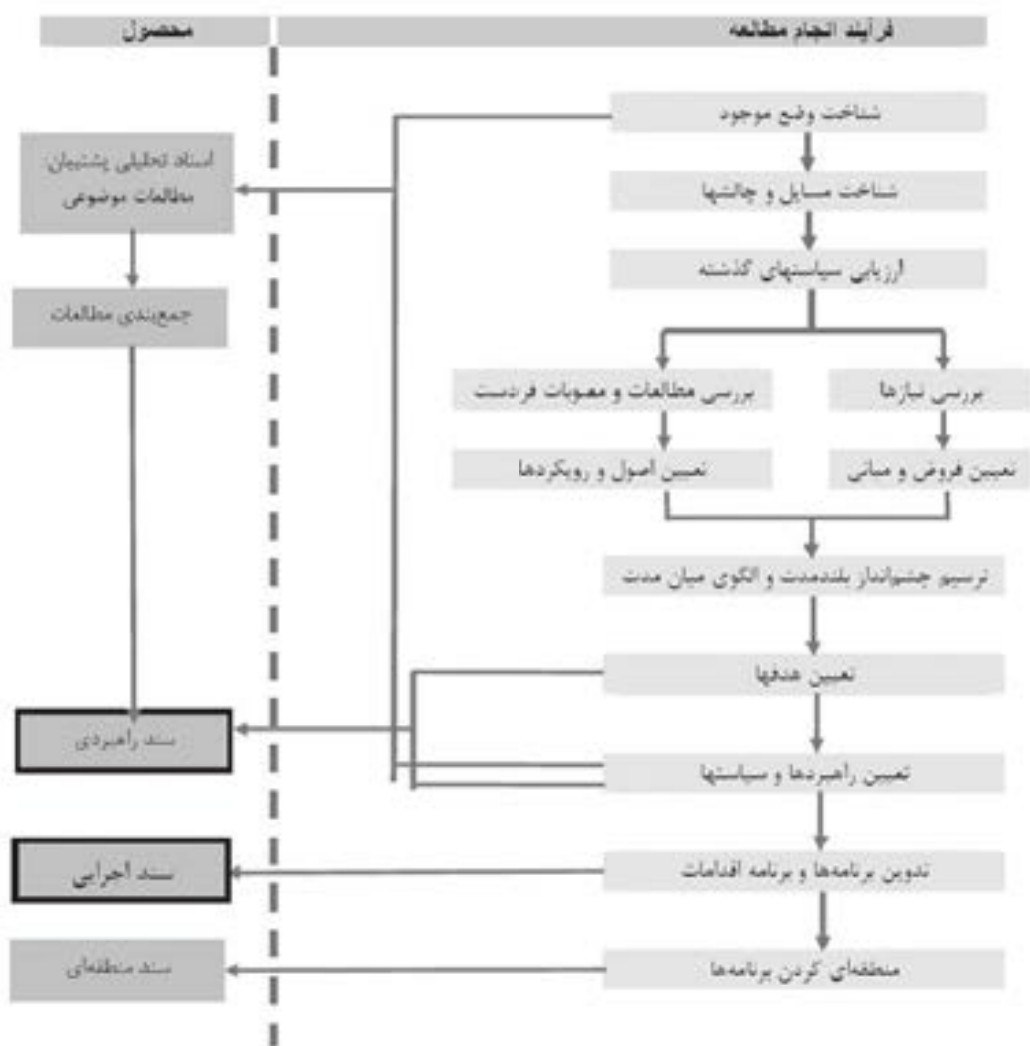 فرآیند انجام مطالعه
محصول
شناخت وضع موجود
شناخت مسایل و چالشها
ارزیابی سیاستهای گذشته
بررسی نیازها
بررسی مطالعات و مصوبات فردست
تعیین فروض و مبانی
تعیین اصول و رویکردها
ترسیم چشم‌انداز بلندمدت و الگوی میان مدت
تعیین هدفها
تعیین راهبردها و سیاستها
تدوین برنامه‌ها و برنامه اقدامات
منطقه‌ای کردن برنامه‌ها
اسناد تحلیلی پشتیبان:
مطالعات موضوعی
جمع‌بندی مطالعات
سند راهبردی
سند اجرایی
سند منطقه‌ای